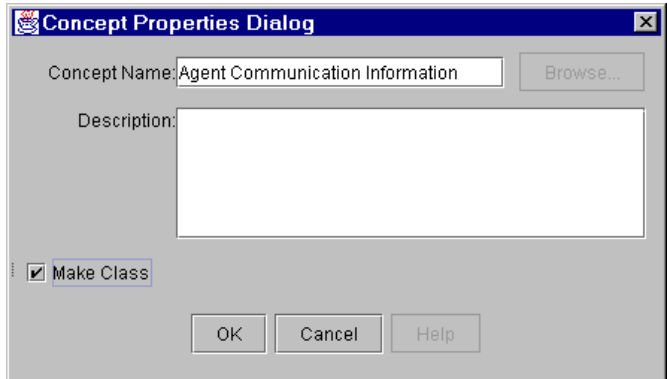 Concept Properties Dialog
Concept Name: Agent Communication Information Browse...
Description:
Make Class
OK Cancel Help